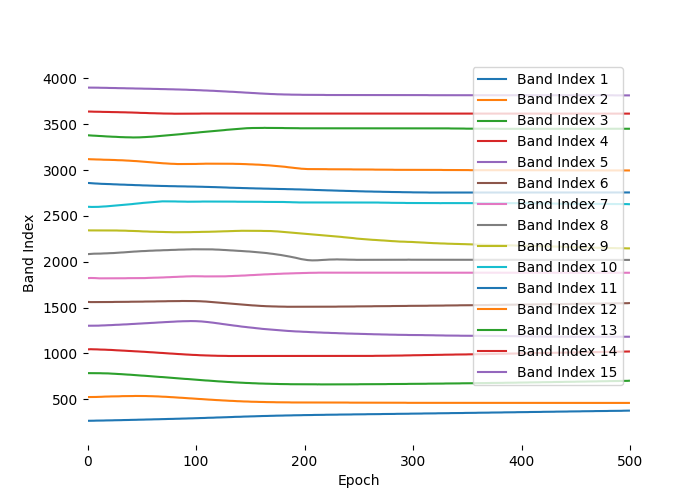 4000
3500
3000
2500
2000
1500
1000
500
Band Index
0
100
200
300
400
500
Epoch
Band Index 1
Band Index 2
Band Index 3
Band Index 4
Band Index 5
Band Index 6
Band Index 7
Band Index 8
Band Index 9
Band Index 10
Band Index 11
Band Index 12
Band Index 13
Band Index 14
Band Index 15